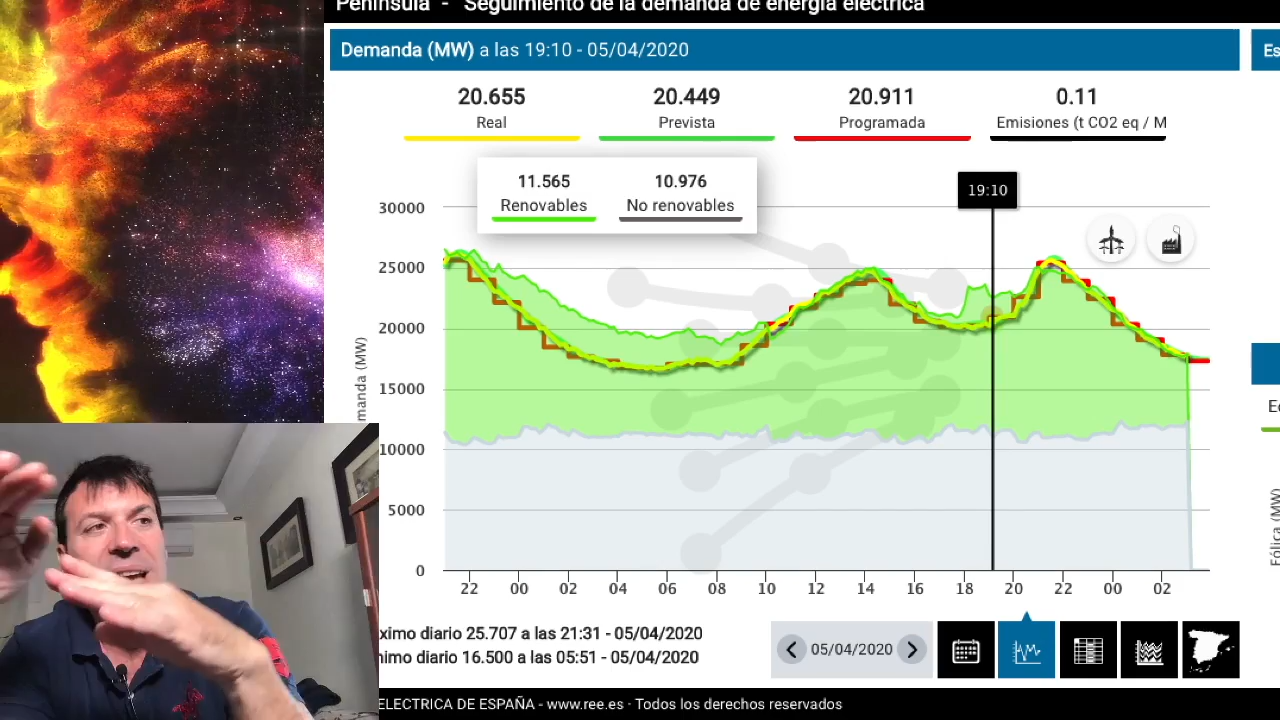 Península - Seguimiento de la demanda de energía eléctrica
Demanda (MW) a las 19:10 - 05/04/2020
Es
20.655
20.449
20.911
0.11
Real
Prevista
Programada
Emisiones (t CO2 eq / M
11.565
10.976
Renovables
No renovables
19:10
30000
25000
20000
15000
10000
5000
0
manda (MW)
22 00 02 04 06 08 10 12 14 16 18 20 22 00 02
ximo diario 25.707 a las 21:31 - 05/04/2020
nimo diario 16.500 a las 05:51 - 05/04/2020
05/04/2020
ELECTRICA DE ESPAÑA - www.ree.es · Todos los derechos reservados
Eólica (MW)